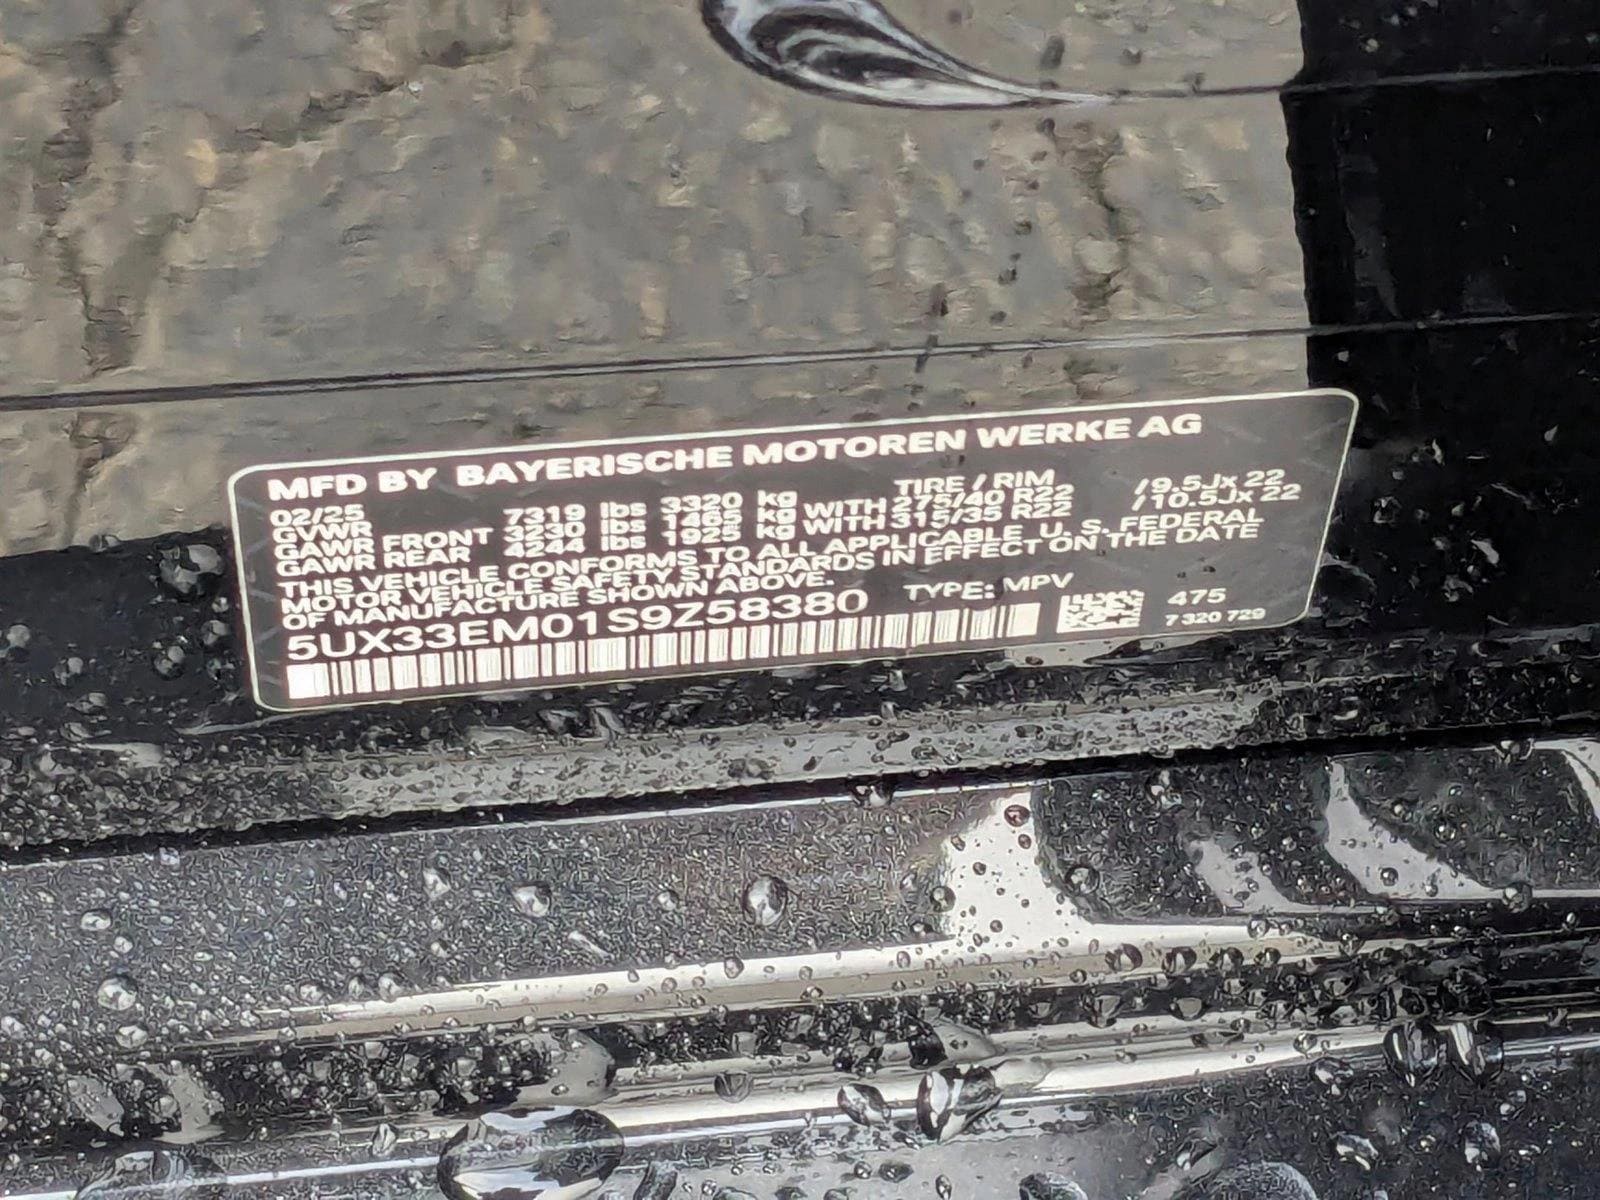 MFD BY BAYERISCHE MOTOREN WERKE AG
02/25 TIRE / RIM
GVWR 7319 lbs 3320 kg
GAWR FRONT 3230 lbs 1465 kg WITH 275/40 R22 /9.5Jx 22
GAWR REAR 4244 lbs 1925 kg WITH 315/35 R22 /10.5Jx 22
THIS VEHICLE CONFORMS TO ALL APPLICABLE U.S. FEDERAL
MOTOR VEHICLE SAFETY STANDARDS IN EFFECT ON THE DATE
OF MANUFACTURE SHOWN ABOVE.
5UX33EM01S9Z58380 TYPE: MPV 475
7 320 729